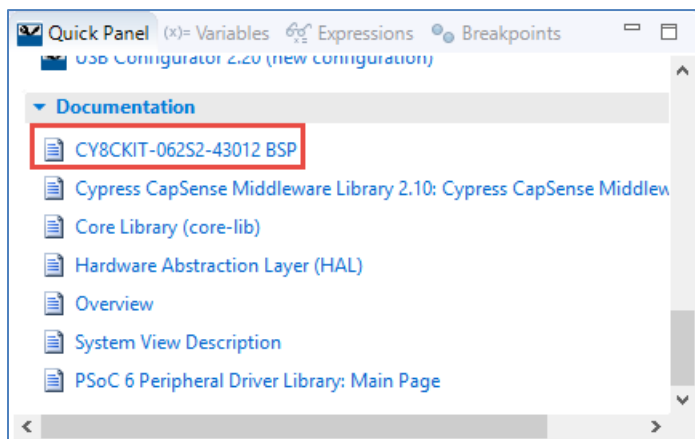 Quick Panel (x)= Variables Expressions Breakpoints
USB Configurator 2.20 (new configuration)
Documentation
CY8CKIT-062S2-43012 BSP
Cypress CapSense Middleware Library 2.10: Cypress CapSense Middlew
Core Library (core-lib)
Hardware Abstraction Layer (HAL)
Overview
System View Description
PSoC 6 Peripheral Driver Library: Main Page